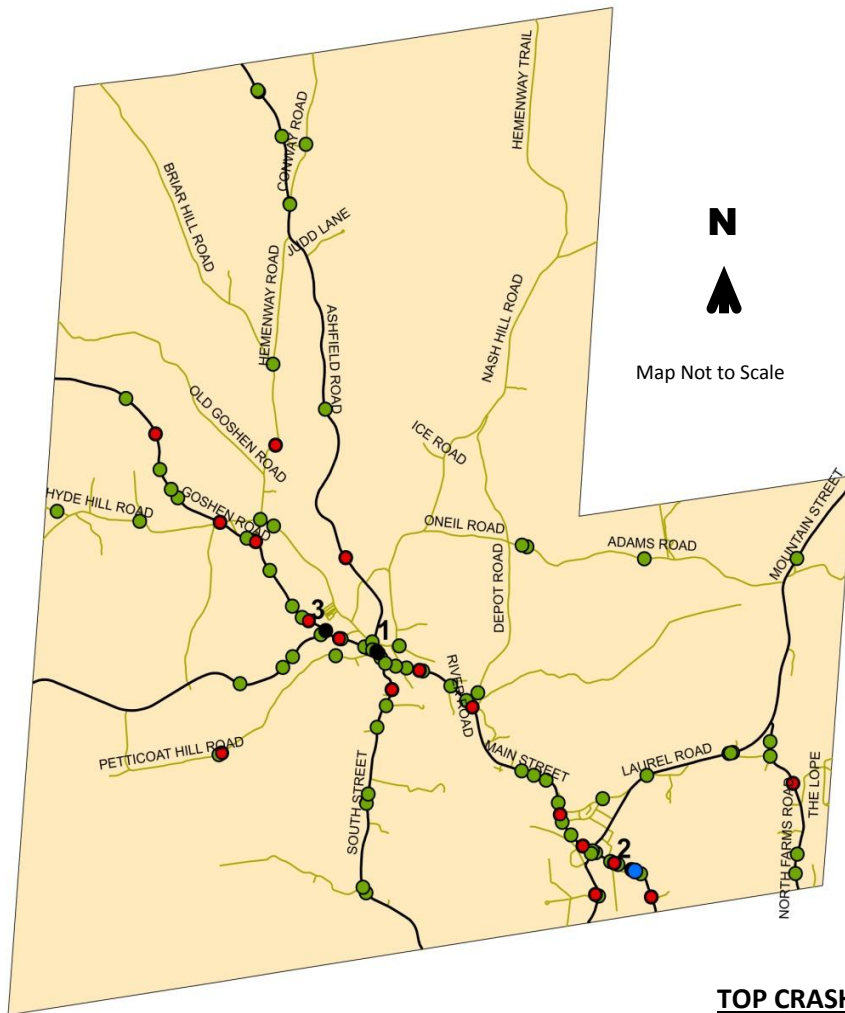 HEMENWAY TRAIL
CONWAY ROAD
BRIAR HILL ROAD
JUDD LANE
N
HEMENWAY ROAD
ASHFIELD ROAD
NASH HILL ROAD
Map Not to Scale
OLD GOSHEN ROAD
ICE ROAD
MOUNTAIN STREET
HYDE HILL ROAD
GOSHEN ROAD
ONEIL ROAD
ADAMS ROAD
DEPOT ROAD
3
1
RIVER ROAD
PETTICOAT HILL ROAD
MAIN STREET
LAUREL ROAD
SOUTH STREET
THE LOPE
2
NORTH FARMS ROAD
TOP CRASH